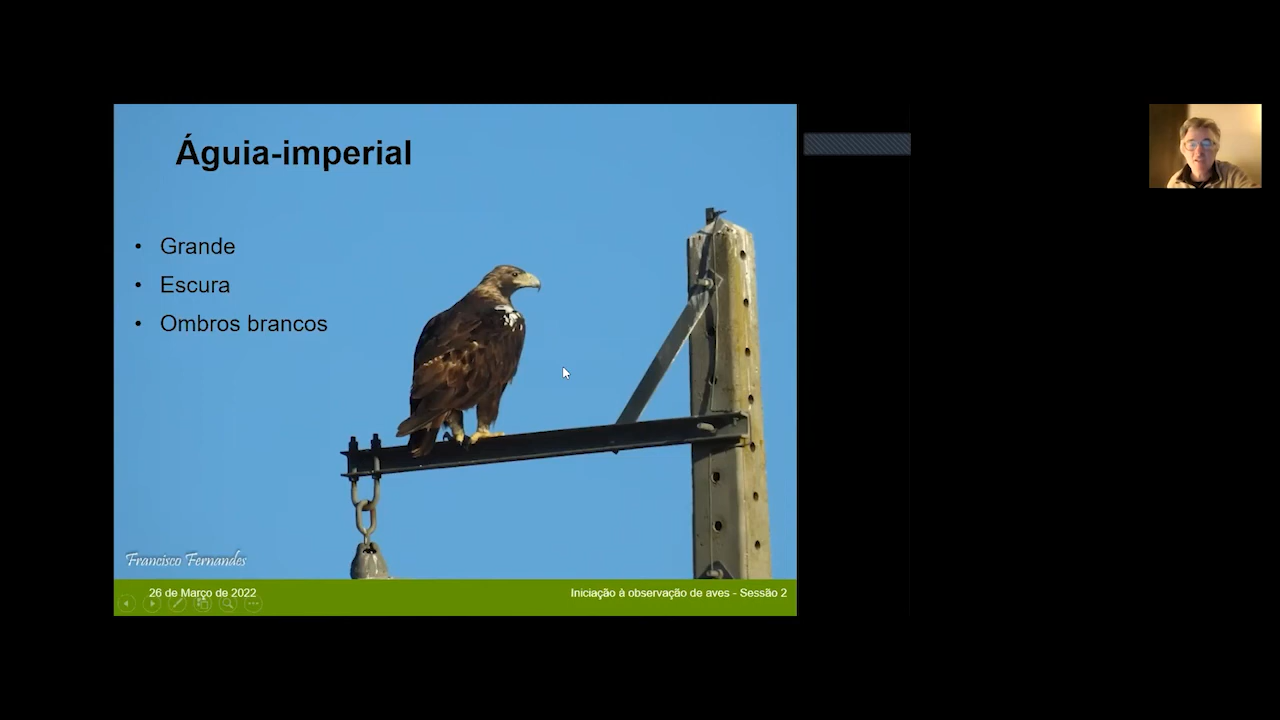 Águia-imperial
• Grande
• Escura
• Ombros brancos
Francisco Fernandes
26 de Março de 2022
Iniciação à observação de aves - Sessão 2